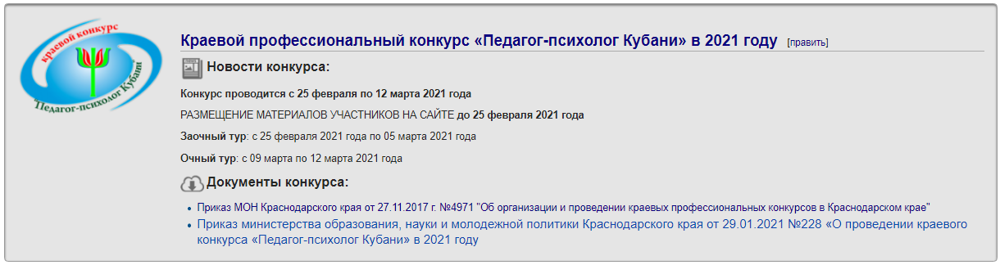 краевой конкурс
"Педагог-психолог Кубани"
Краевой профессиональный конкурс «Педагог-психолог Кубани» в 2021 году [править]
Новости конкурса:
Конкурс проводится с 25 февраля по 12 марта 2021 года
РАЗМЕЩЕНИЕ МАТЕРИАЛОВ УЧАСТНИКОВ НА САЙТЕ до 25 февраля 2021 года
Заочный тур: с 25 февраля 2021 года по 05 марта 2021 года
Очный тур: с 09 марта по 12 марта 2021 года
Документы конкурса:
Приказ МОН Краснодарского края от 27.11.2017 г. №4971 "Об организации и проведении краевых профессиональных конкурсов в Краснодарском крае"
Приказ министерства образования, науки и молодежной политики Краснодарского края от 29.01.2021 №228 «О проведении краевого
конкурса «Педагог-психолог Кубани» в 2021 году